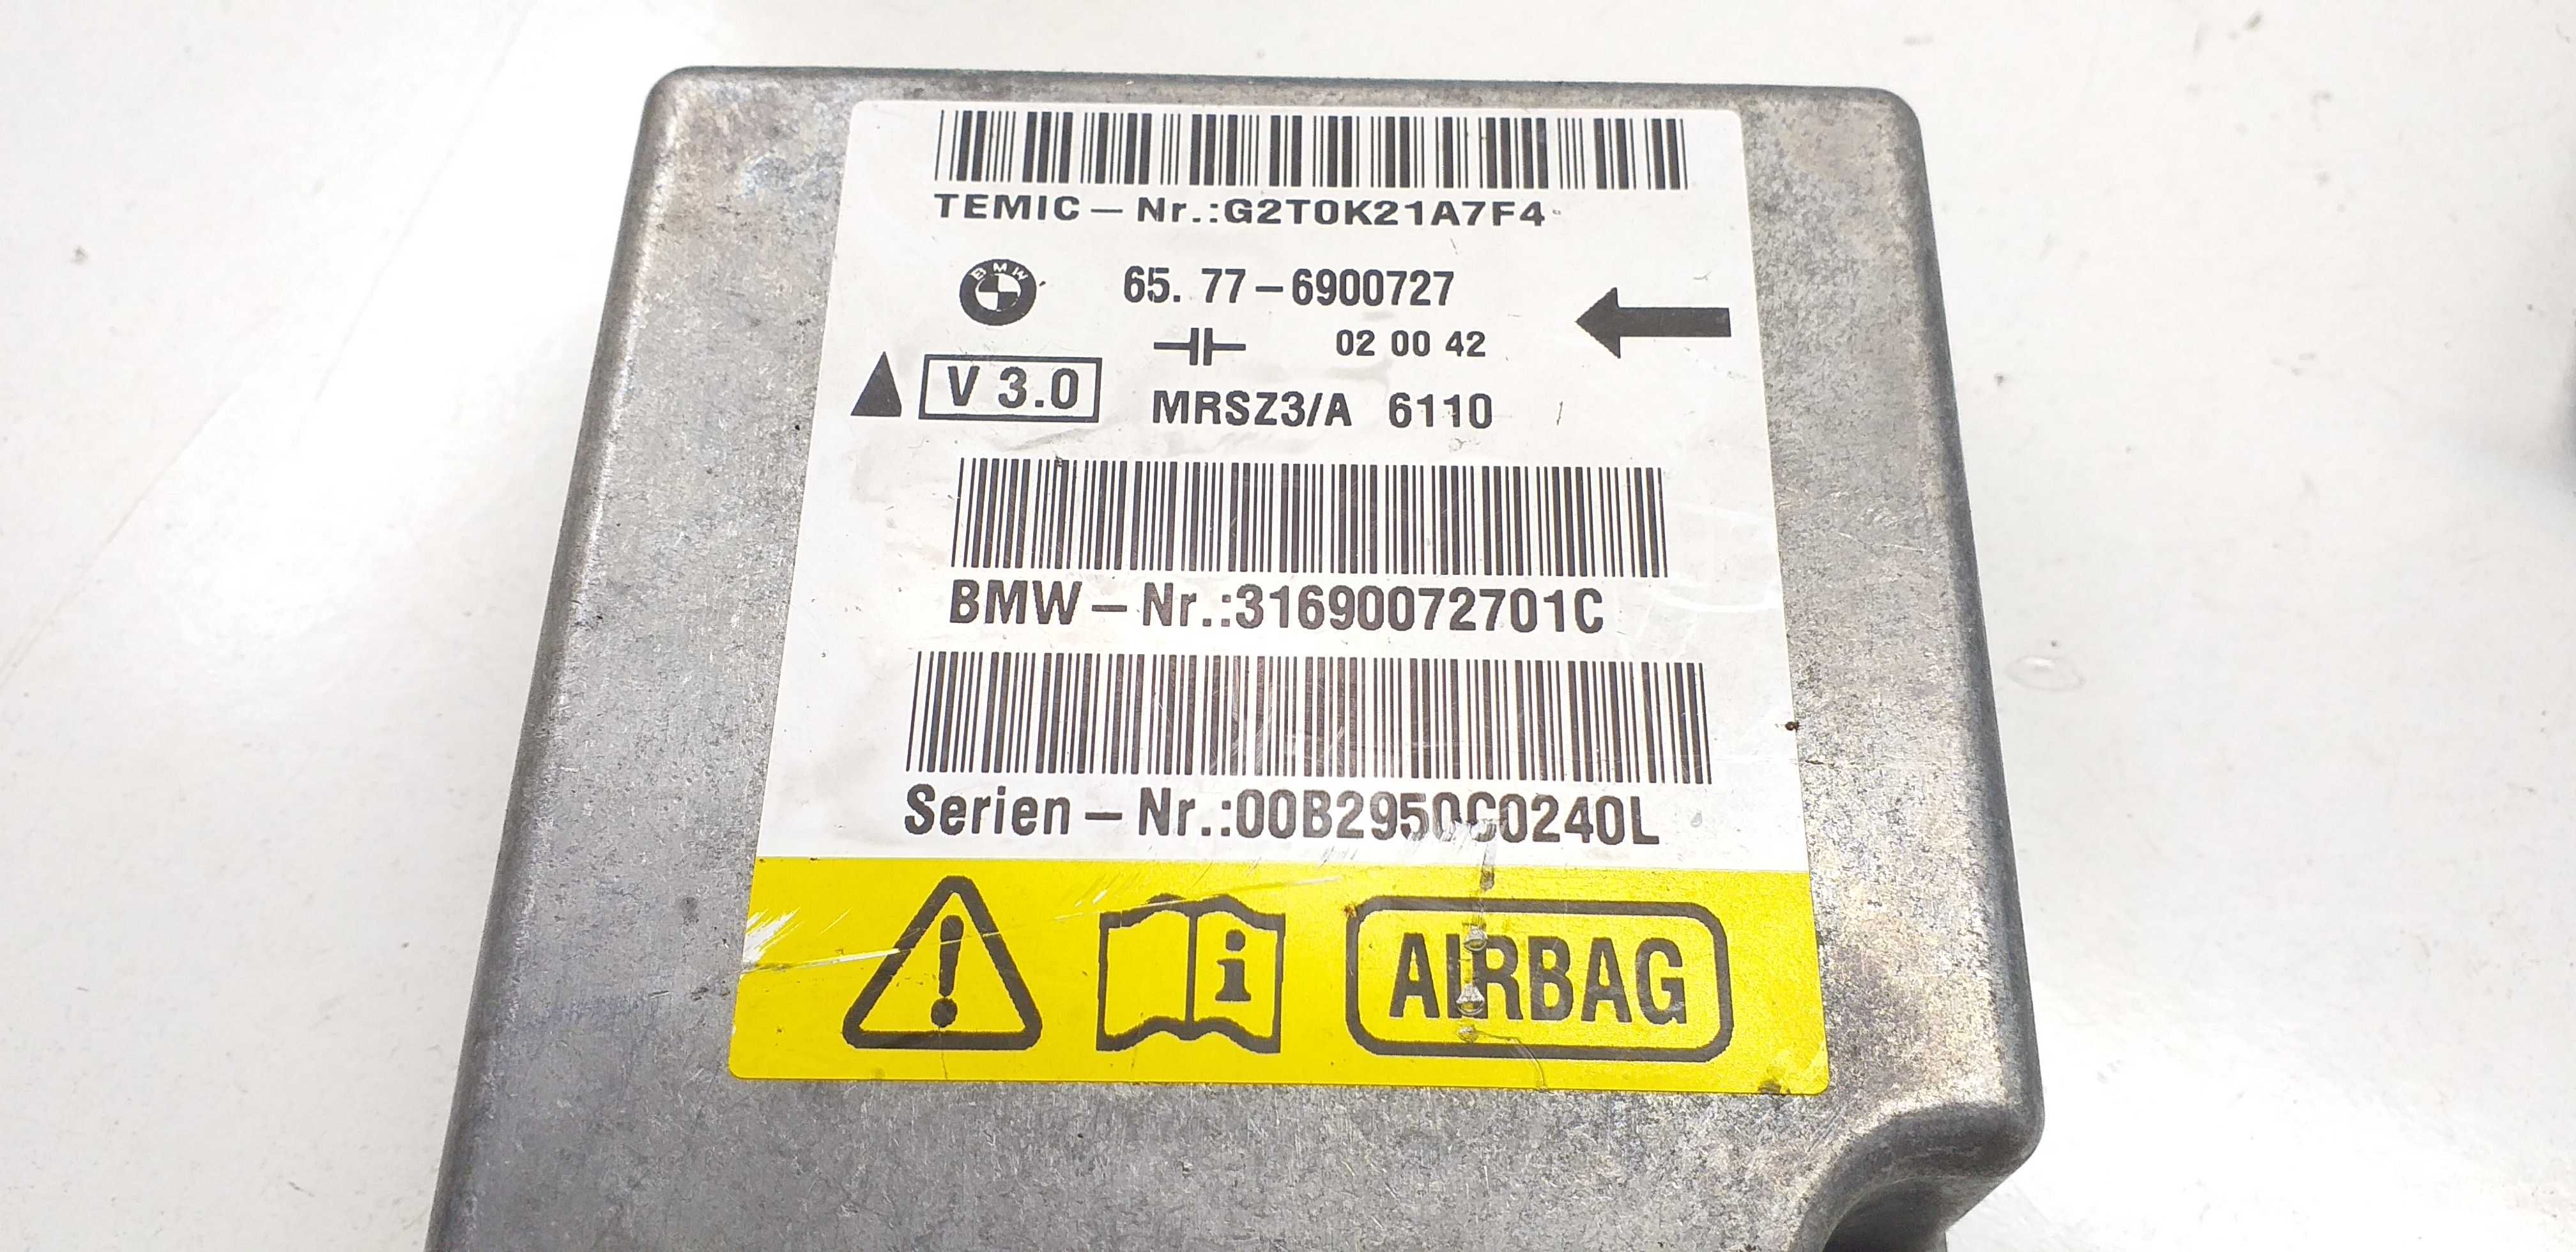 TEMIC – Nr.:G2T0K21A7F4
BMW
65. 77 – 6900727
02 00 42
V 3.0
MRSZ3/A 6110
BMW – Nr.:31690072701C
Serien – Nr.:00B2950C0240L
AIRBAG